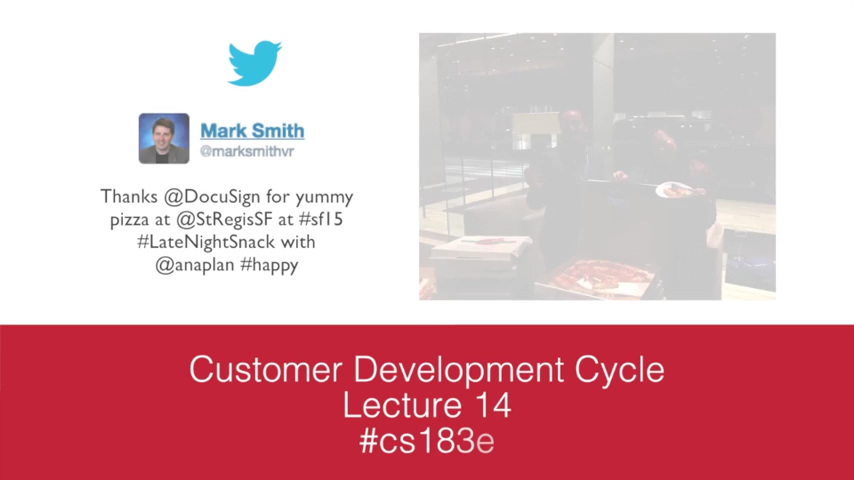 Mark Smith
@marksmithvr
Thanks @DocuSign for yummy
pizza at @StRegisSF at #sf15
#LateNightSnack with
@anaplan #happy
Customer Development Cycle
Lecture 14
#cs183e